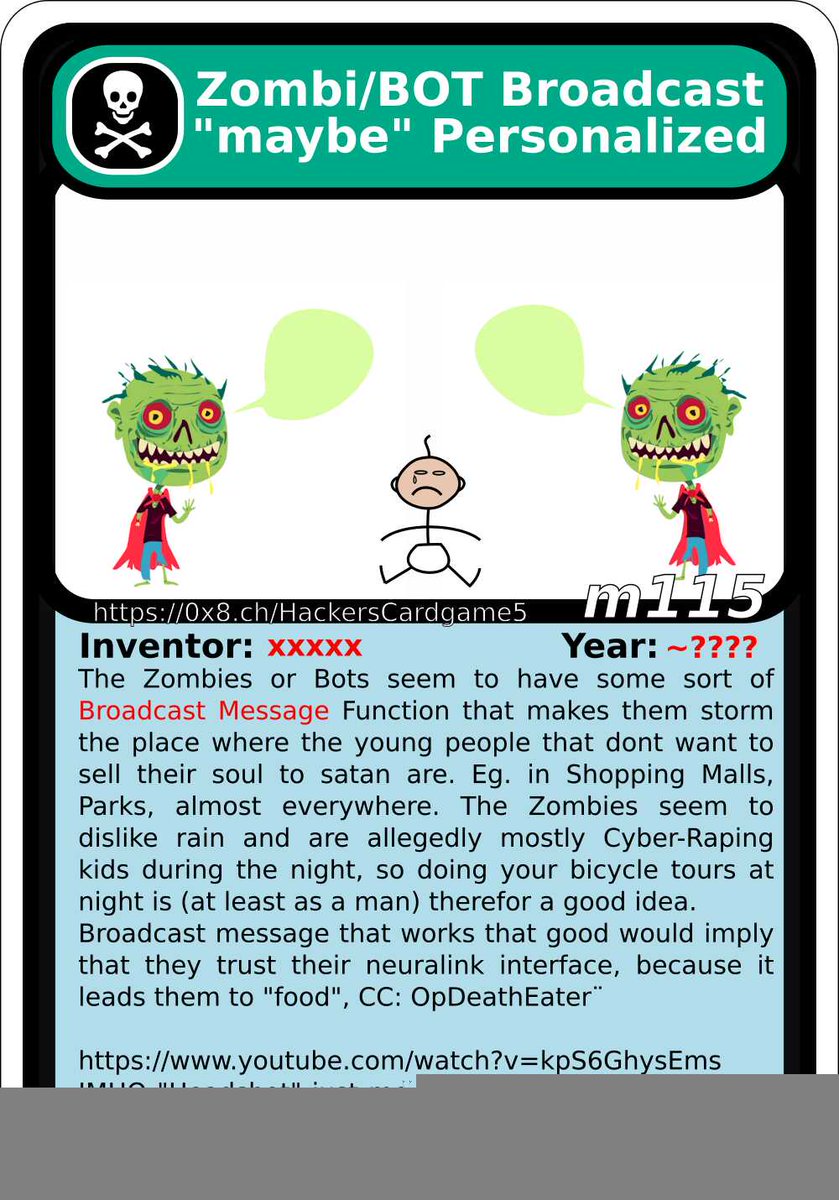 Zombi/BOT Broadcast
"maybe" Personalized
m115
https://0x8.ch/HackersCardgame5
Inventor: xxxxx Year: ~????
The Zombies or Bots seem to have some sort of
Broadcast Message Function that makes them storm
the place where the young people that dont want to
sell their soul to satan are. Eg. in Shopping Malls,
Parks, almost everywhere. The Zombies seem to
dislike rain and are allegedly mostly Cyber-Raping
kids during the night, so doing your bicycle tours at
night is (at least as a man) therefor a good idea.
Broadcast message that works that good would imply
that they trust their neuralink interface, because it
leads them to "food", CC: OpDeathEater¨
https://www.youtube.com/watch?v=kpS6GhysEms
IMHO "Headshot" just